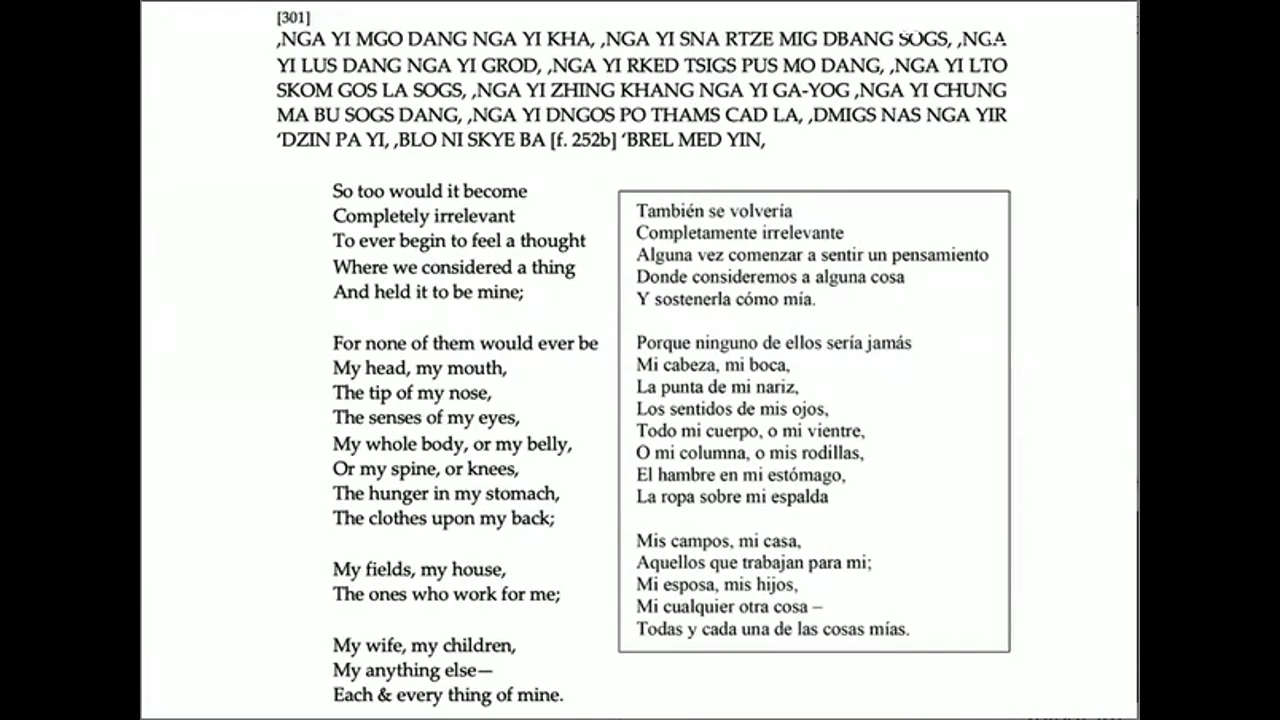 [301]
,NGA YI MGO DANG NGA YI KHA, ,NGA YI SNA RTZE MIG DBANG SOGS, ,NGA
YI LUS DANG NGA YI GROD, ,NGA YI RKED TSIGS PUS MO DANG, ,NGA YI LTO
SKOM GOS LA SOGS, ,NGA YI ZHING KHANG NGA YI GA-YOG ,NGA YI CHUNG
MA BU SOGS DANG, ,NGA YI DNGOS PO THAMS CAD LA, ,DMIGS NAS NGA YIR
‘DZIN PA YI, ,BLO NI SKYE BA [f. 252b] ‘BREL MED YIN,
So too would it become
Completely irrelevant
To ever begin to feel a thought
Where we considered a thing
And held it to be mine;
For none of them would ever be
My head, my mouth,
The tip of my nose,
The senses of my eyes,
My whole body, or my belly,
Or my spine, or knees,
The hunger in my stomach,
The clothes upon my back;
My fields, my house,
The ones who work for me;
My wife, my children,
My anything else—
Each & every thing of mine.
También se volvería
Completamente irrelevante
Alguna vez comenzar a sentir un pensamiento
Donde consideremos a alguna cosa
Y sostenerla cómo mía.
Porque ninguno de ellos sería jamás
Mi cabeza, mi boca,
La punta de mi nariz,
Los sentidos de mis ojos,
Todo mi cuerpo, o mi vientre,
O mi columna, o mis rodillas,
El hambre en mi estómago,
La ropa sobre mi espalda
Mis campos, mi casa,
Aquellos que trabajan para mi;
Mi esposa, mis hijos,
Mi cualquier otra cosa –
Todas y cada una de las cosas mías.